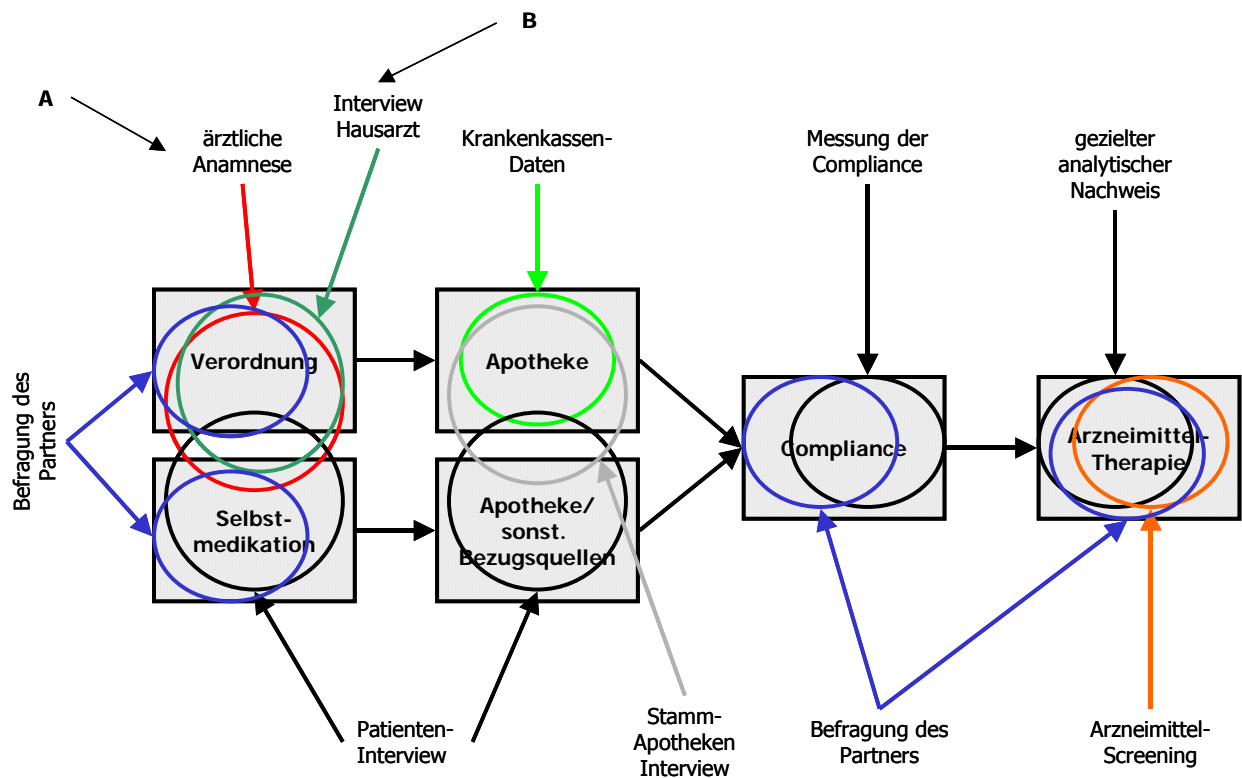 B
A
Interview
Hausarzt
ärztliche
Anamnese
Krankenkassen-
Daten
Messung der
Compliance
gezielter
analytischer
Nachweis
Befragung des
Partners
Verordnung
Apotheke
Selbst-
medikation
Apotheke/
sonst.
Bezugsquellen
Compliance
Arzneimittel-
Therapie
Patienten-
Interview
Stamm-
Apotheken
Interview
Befragung des
Partners
Arzneimittel-
Screening